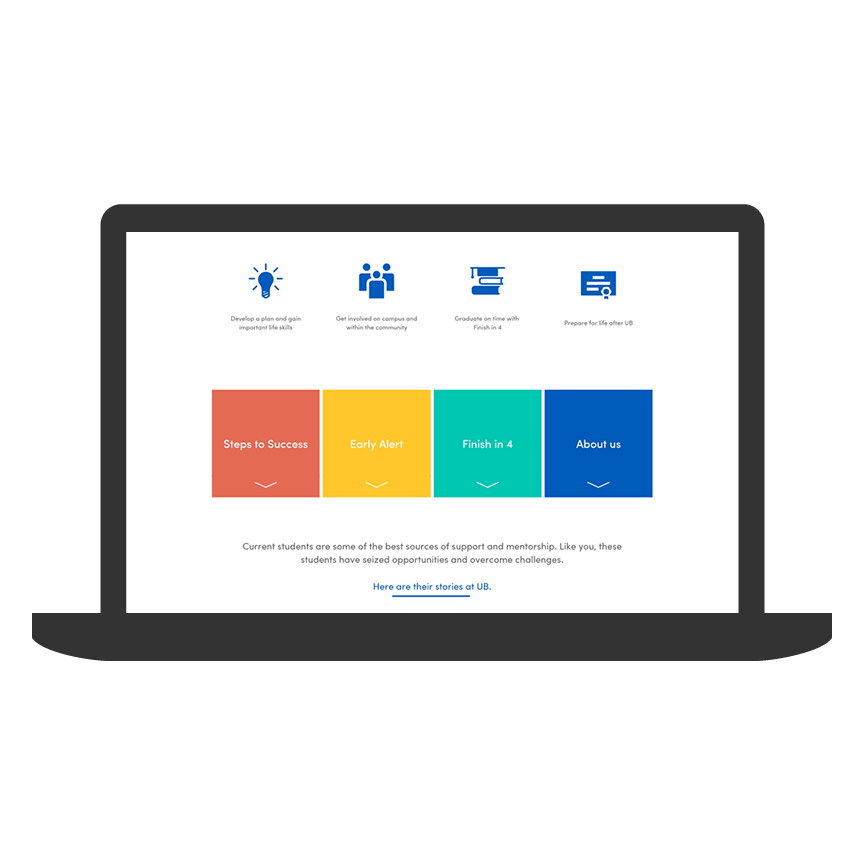 Develop a plan and gain
important life skills
Get involved on campus and
within the community
Graduate on time with
Finish in 4
Prepare for life after UB
Steps to Success
Early Alert
Finish in 4
About us
Current students are some of the best sources of support and mentorship. Like you, these
students have seized opportunities and overcome challenges.
Here are their stories at UB.